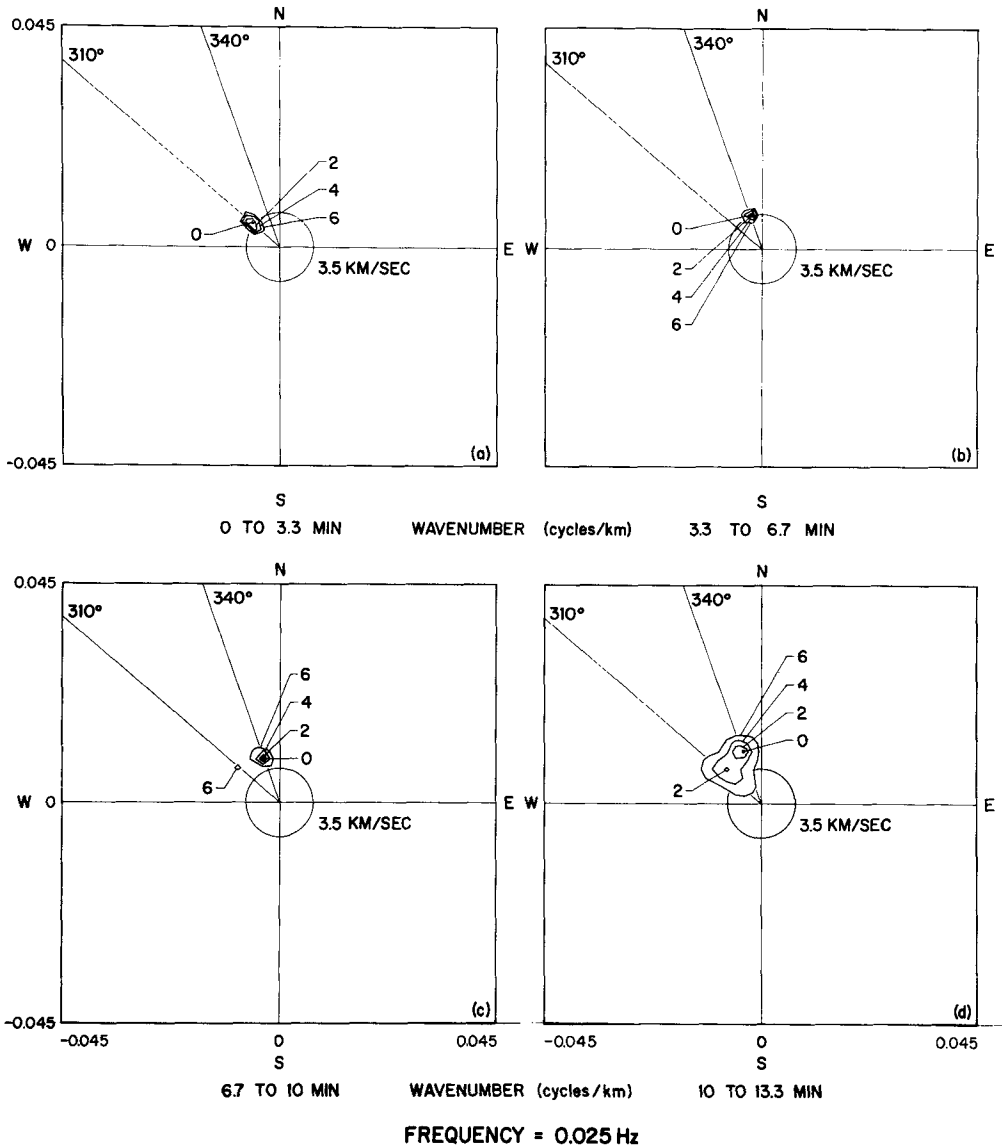 N
0.045
340°
310°
2
4
6
0
W 0
E
3.5 KM/SEC
-0.045
(a)
S
0 TO 3.3 MIN
N
340°
310°
0
2
4
6
W
E
3.5 KM/SEC
(b)
S
WAVENUMBER (cycles/km)
3.3 TO 6.7 MIN
N
0.045
340°
310°
6
4
2
0
6
W 0
E
3.5 KM/SEC
-0.045
(c)
-0.045 0 0.045
S
6.7 TO 10 MIN
N
340°
310°
6
4
2
0
2
W
E
3.5 KM/SEC
(d)
-0.045 0 0.045
S
WAVENUMBER (cycles/km)
10 TO 13.3 MIN
FREQUENCY = 0.025 Hz